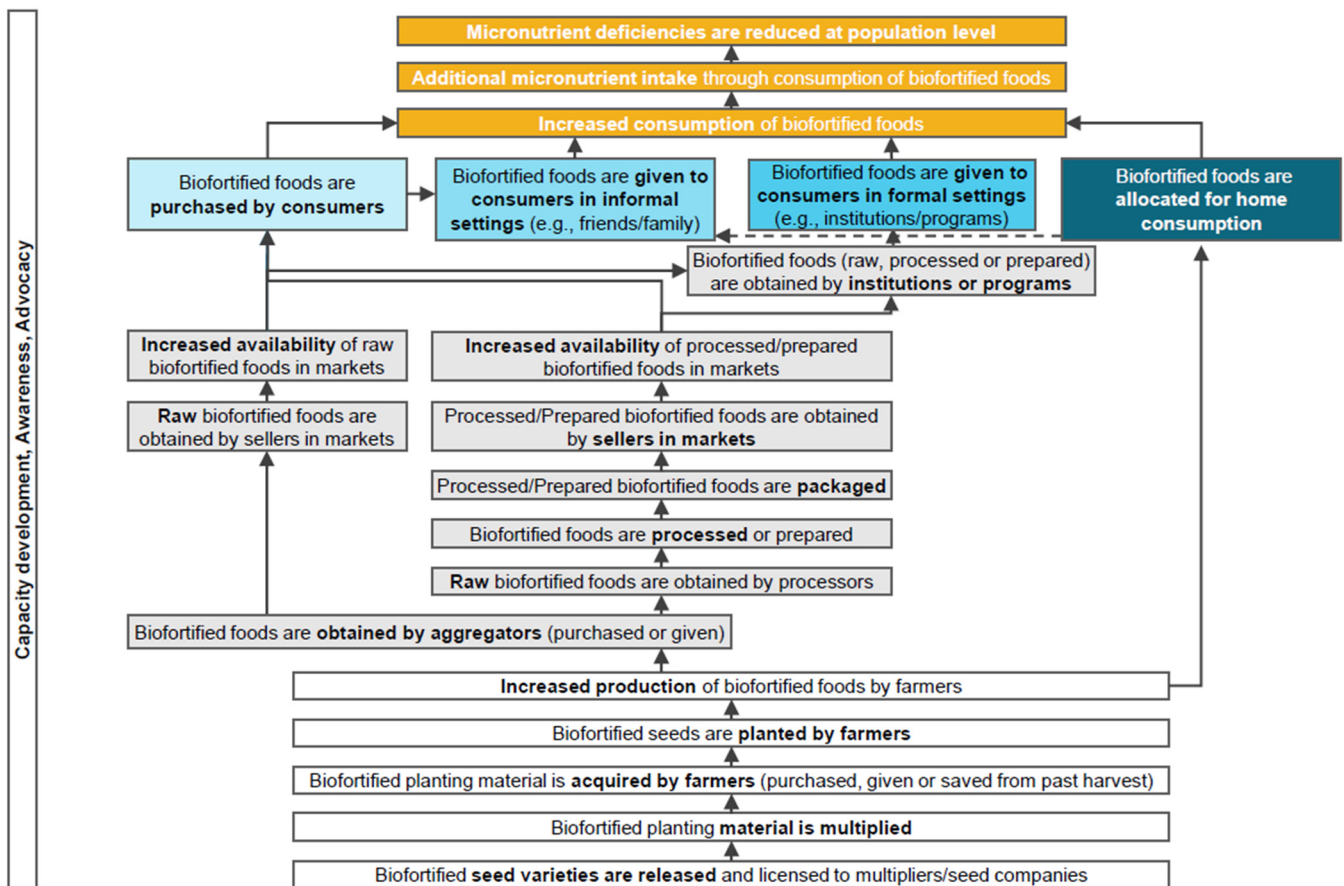 Capacity development, Awareness, Advocacy
Micronutrient deficiencies are reduced at population level
Additional micronutrient intake through consumption of biofortified foods
Increased consumption of biofortified foods
Biofortified foods are
purchased by consumers
Biofortified foods are given to
consumers in informal
settings (e.g., friends/family)
Biofortified foods are given to
consumers in formal settings
(e.g., institutions/programs)
Biofortified foods are
allocated for home
consumption
Biofortified foods (raw, processed or prepared)
are obtained by institutions or programs
Increased availability of raw
biofortified foods in markets
Increased availability of processed/prepared
biofortified foods in markets
Raw biofortified foods are
obtained by sellers in markets
Processed/Prepared biofortified foods are obtained
by sellers in markets
Processed/Prepared biofortified foods are packaged
Biofortified foods are processed or prepared
Raw biofortified foods are obtained by processors
Biofortified foods are obtained by aggregators (purchased or given)
Increased production of biofortified foods by farmers
Biofortified seeds are planted by farmers
Biofortified planting material is acquired by farmers (purchased, given or saved from past harvest)
Biofortified planting material is multiplied
Biofortified seed varieties are released and licensed to multipliers/seed companies